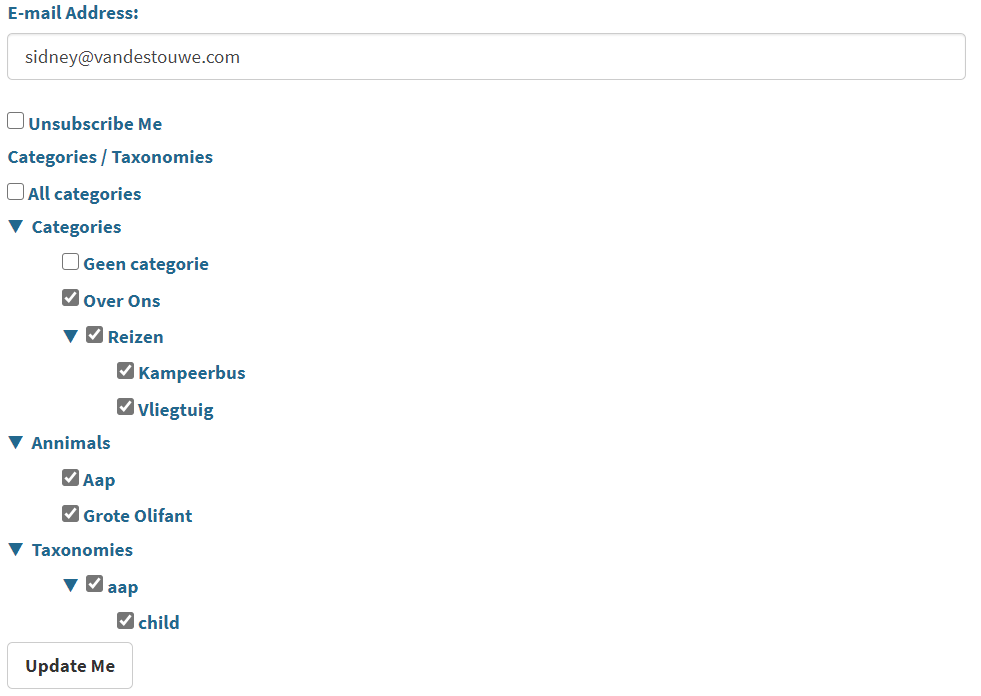 E-mail Address:
sidney@vandestouwe.com
Unsubscribe Me
Categories / Taxonomies
All categories
Categories
Geen categorie
Over Ons
Reizen
Kampeerbus
Vliegtuig
Annimals
Aap
Grote Olifant
Taxonomies
aap
child
Update Me